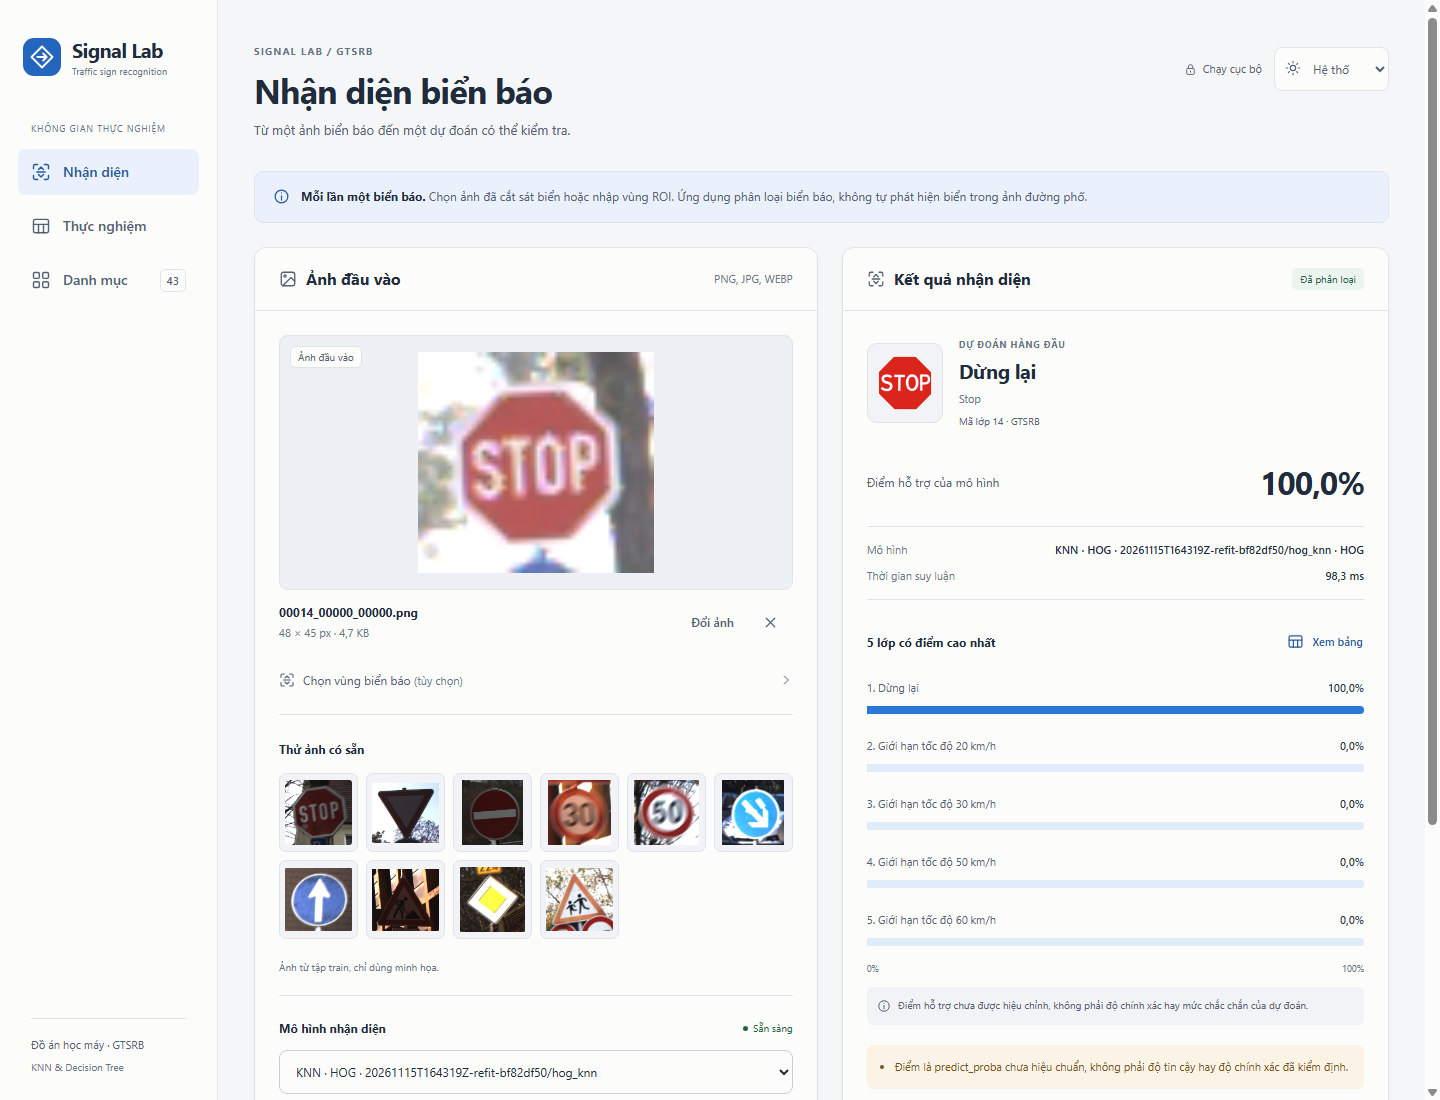 Signal Lab
Traffic sign recognition
KHÔNG GIAN THỰC NGHIỆM
Nhận diện
Thực nghiệm
Danh mục
43
Đồ án học máy · GTSRB
KNN & Decision Tree
SIGNAL LAB / GTSRB
Nhận diện biển báo
Từ một ảnh biển báo đến một dự đoán có thể kiểm tra.
Chạy cục bộ
Hệ thố
Mỗi lần một biển báo. Chọn ảnh đã cắt sát biển hoặc nhập vùng ROI. Ứng dụng phân loại biển báo, không tự phát hiện biển trong ảnh đường phố.
Ảnh đầu vào
PNG, JPG, WEBP
Ảnh đầu vào
STOP
00014_00000_00000.png
48 × 45 px · 4,7 KB
Đổi ảnh
Chọn vùng biển báo (tùy chọn)
Thử ảnh có sẵn
STOP
30
50
Ảnh từ tập train, chỉ dùng minh họa.
Mô hình nhận diện
Sẵn sàng
KNN · HOG · 20261115T164319Z-refit-bf82df50/hog_knn
Kết quả nhận diện
Đã phân loại
STOP
DỰ ĐOÁN HÀNG ĐẦU
Dừng lại
Stop
Mã lớp 14 · GTSRB
Điểm hỗ trợ của mô hình
100,0%
Mô hình
KNN · HOG · 20261115T164319Z-refit-bf82df50/hog_knn · HOG
Thời gian suy luận
98,3 ms
5 lớp có điểm cao nhất
Xem bảng
1. Dừng lại
100,0%
2. Giới hạn tốc độ 20 km/h
0,0%
3. Giới hạn tốc độ 30 km/h
0,0%
4. Giới hạn tốc độ 50 km/h
0,0%
5. Giới hạn tốc độ 60 km/h
0,0%
0%
100%
Điểm hỗ trợ chưa được hiệu chỉnh, không phải độ chính xác hay mức chắc chắn của dự đoán.
Điểm là predict_proba chưa hiệu chuẩn, không phải độ tin cậy hay độ chính xác đã kiểm định.